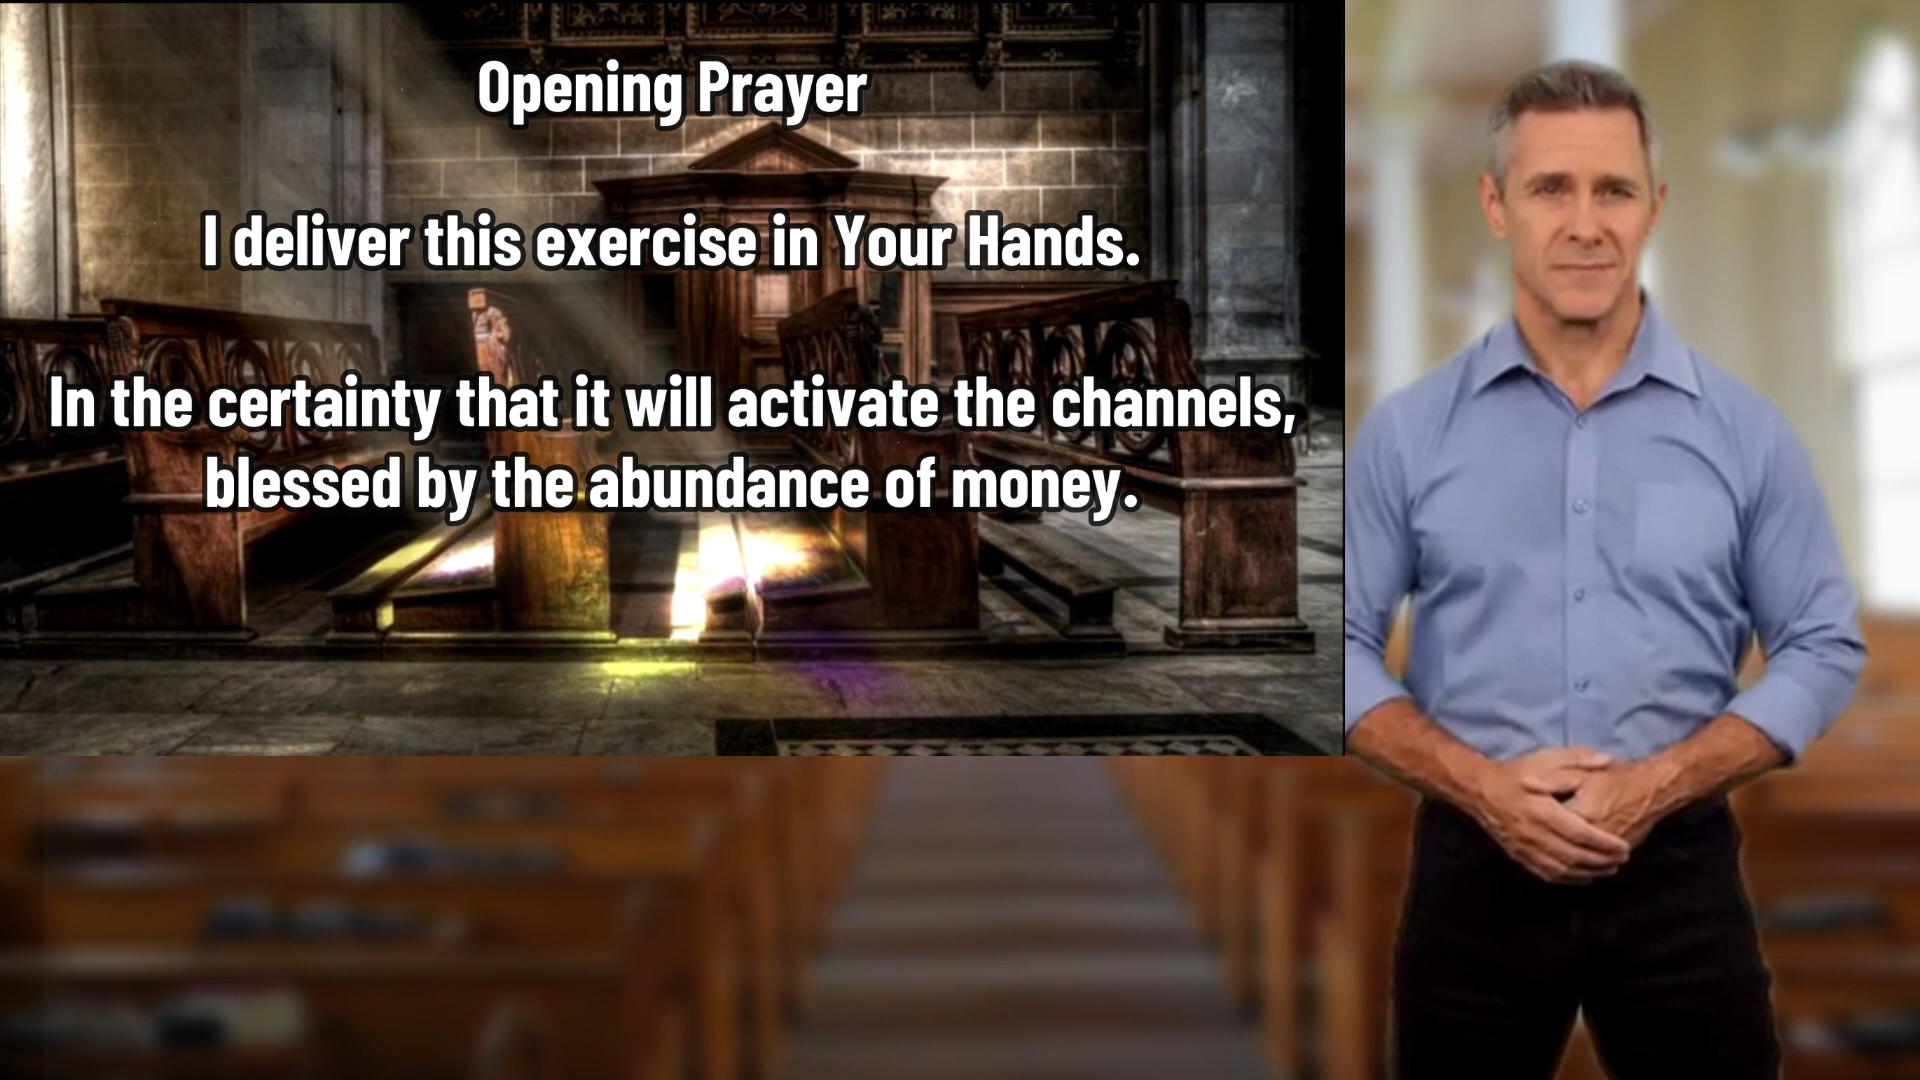 Opening Prayer
I deliver this exercise in Your Hands.
In the certainty that it will activate the channels,
blessed by the abundance of money.